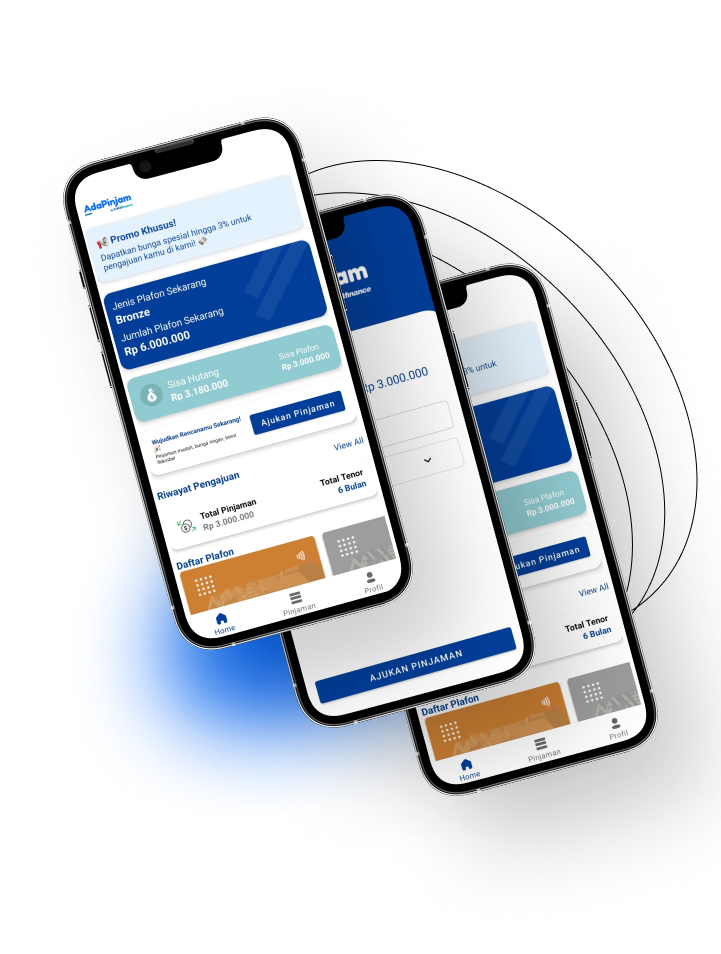 AdaPinjam
Promo Khusus!
Dapatkan bunga spesial hingga 3% untuk
pengajuan kamu di kami!
Jenis Plafon Sekarang
Bronze
Jumlah Plafon Sekarang
Rp 6.000.000
Sisa Hutang
Rp 3.180.000
Sisa Plafon
Rp 3.000.000
Wujudkan Rencanamu Sekarang!
Pinjaman mudah, bunga ringan, tenor
fleksibel
Ajukan Pinjaman
Riwayat Pengajuan
View All
Total Pinjaman
Rp 3.000.000
Total Tenor
6 Bulan
Daftar Plafon
Home
Pinjaman
Profil
jam
finance
Rp 3.000.000
AJUKAN PINJAMAN
3% untuk
Sisa Plafon
Rp 3.000.000
ukan Pinjaman
View All
Total Tenor
6 Bulan
Daftar Plafon
Home
Pinjaman
Profil